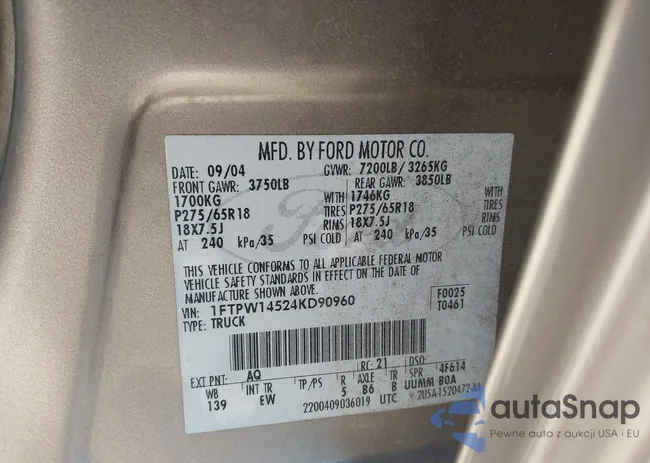 MFD. BY FORD MOTOR CO.
DATE: 09/04 GVWR: 7200LB/ 3265KG
FRONT GAWR: 3750LB REAR GAWR: 3850LB
1700KG WITH 1746KG WITH
P275/65R18 TIRES P275/65R18 TIRES
18X7.5J RIMS 18X7.5J RIMS
AT 240 kPa/35 PSI COLD AT 240 kPa/35 PSI COLD
THIS VEHICLE CONFORMS TO ALL APPLICABLE FEDERAL MOTOR
VEHICLE SAFETY STANDARDS IN EFFECT ON THE DATE OF
MANUFACTURE SHOWN ABOVE.
VIN: 1FTPW14524KD90960 F0025
TYPE: TRUCK T0461
EXT PNT: AQ RC: 21 DSO:
WB INT TR TP/PS R AXLE TR SPR 4F614
139 EW 5 B6 B UUMM BOA
2200409036019 UTC
Ford
autaSnap
Pewne auta z aukcji USA i EU